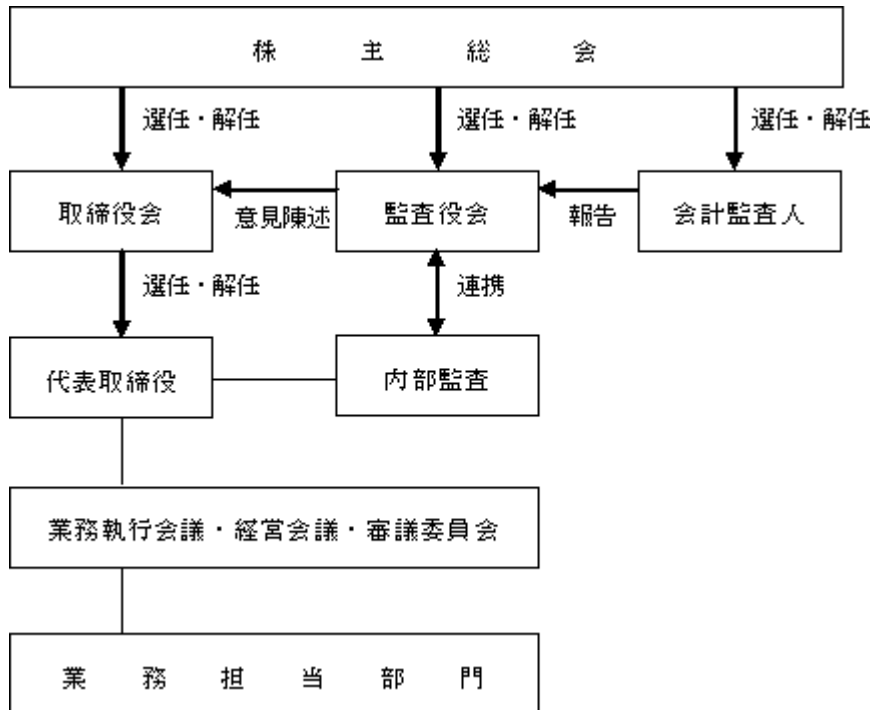 株主総会
選任・解任
選任・解任
選任・解任
取締役会
意見陳述
監査役会
報告
会計監査人
選任・解任
連携
代表取締役
内部監査
業務執行会議・経営会議・審議委員会
業務担当部門